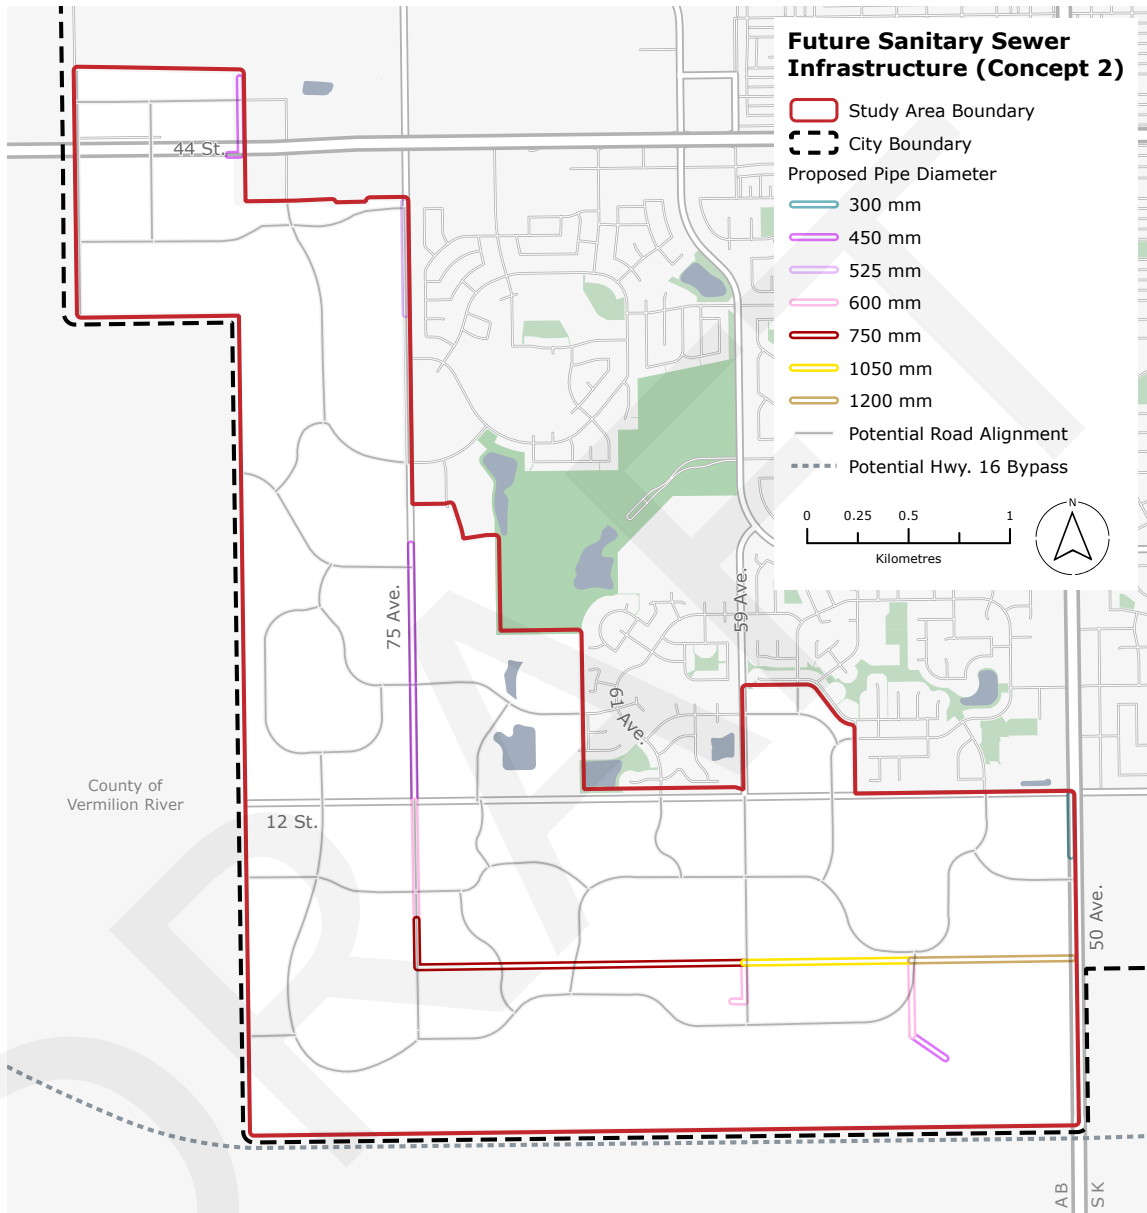 Future Sanitary Sewer
Infrastructure (Concept 2)
Study Area Boundary
City Boundary
Proposed Pipe Diameter
300 mm
450 mm
525 mm
600 mm
750 mm
1050 mm
1200 mm
Potential Road Alignment
Potential Hwy. 16 Bypass
0 0.25 0.5 1
Kilometres
N
44 St.
75 Ave.
59 Ave.
61 Ave.
County of
Vermilion River
12 St.
50 Ave.
AB
SK
DRAFT